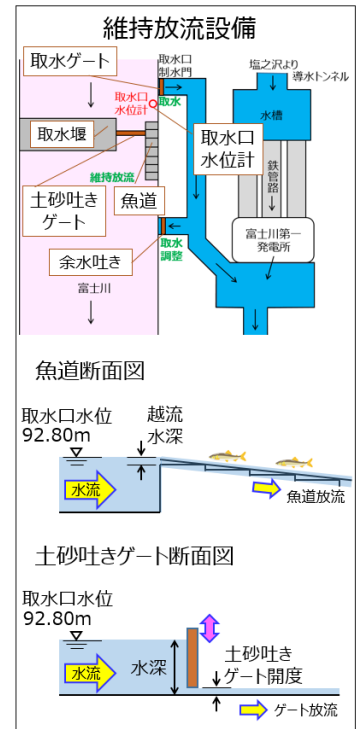 維持放流設備
取水ゲート
取水口
制水門
塩之沢より
導水トンネル
取水口
水位計
取水
水槽
取水堰
取水口
水位計
鉄管路
維持放流
土砂吐き
ゲート
魚道
富士川第一
発電所
余水吐き
取水
調整
富士川
魚道断面図
取水口水位
92.80m
越流
水深
水流
魚道放流
土砂吐きゲート断面図
取水口水位
92.80m
水流
水深
土砂吐き
ゲート開度
ゲート放流